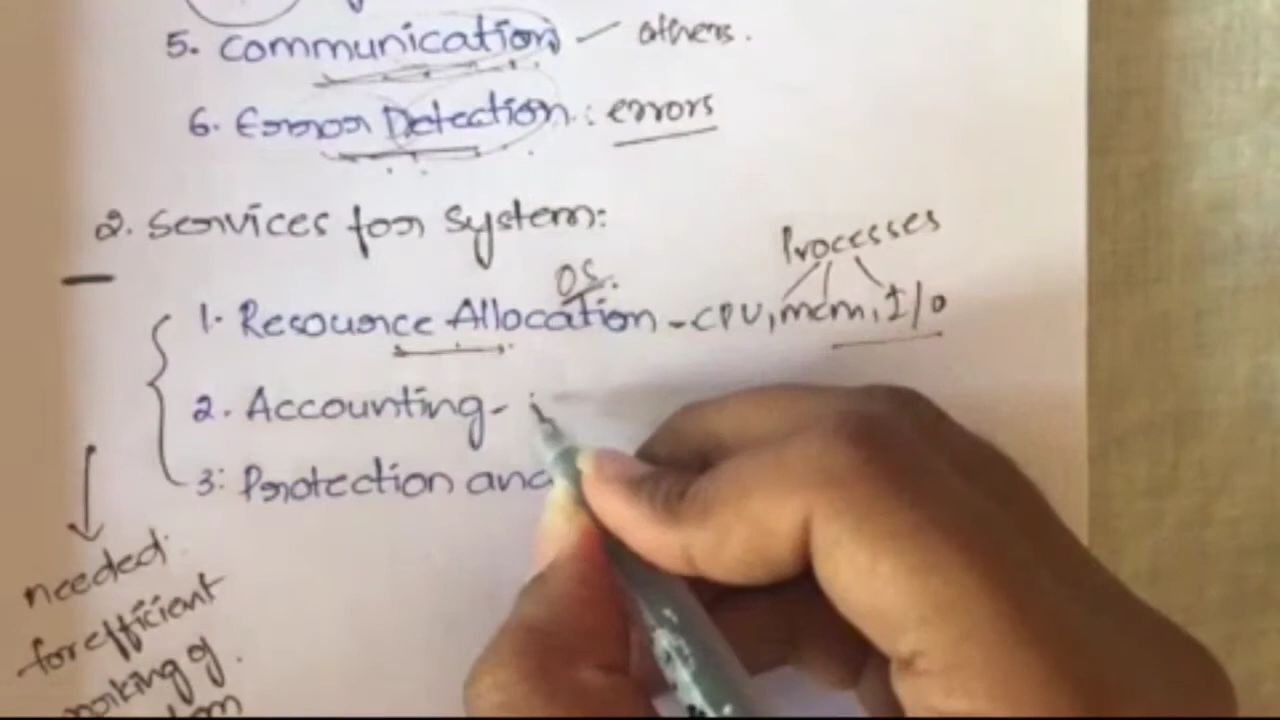 5. Communication - others.
6. Error Detection : errors
2. Services for System:
Processes
OS.
1. Resource Allocation - CPU, mem, I/O
2. Accounting -
3: Protection and
needed
for efficient
working of